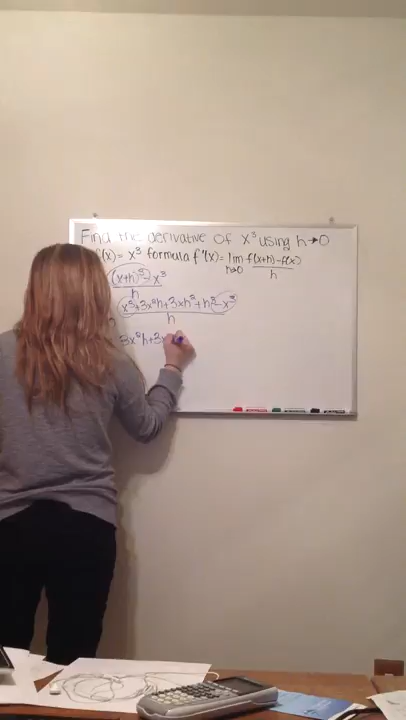 Find the derivative of x³ using h→0
f(x) = x³ formula f'(x) = lim h→0 f(x+h) - f(x) / h
(x+h)³ - x³ / h
x³+3x²h+3xh²+h³-x³ / h
3x²h+3x